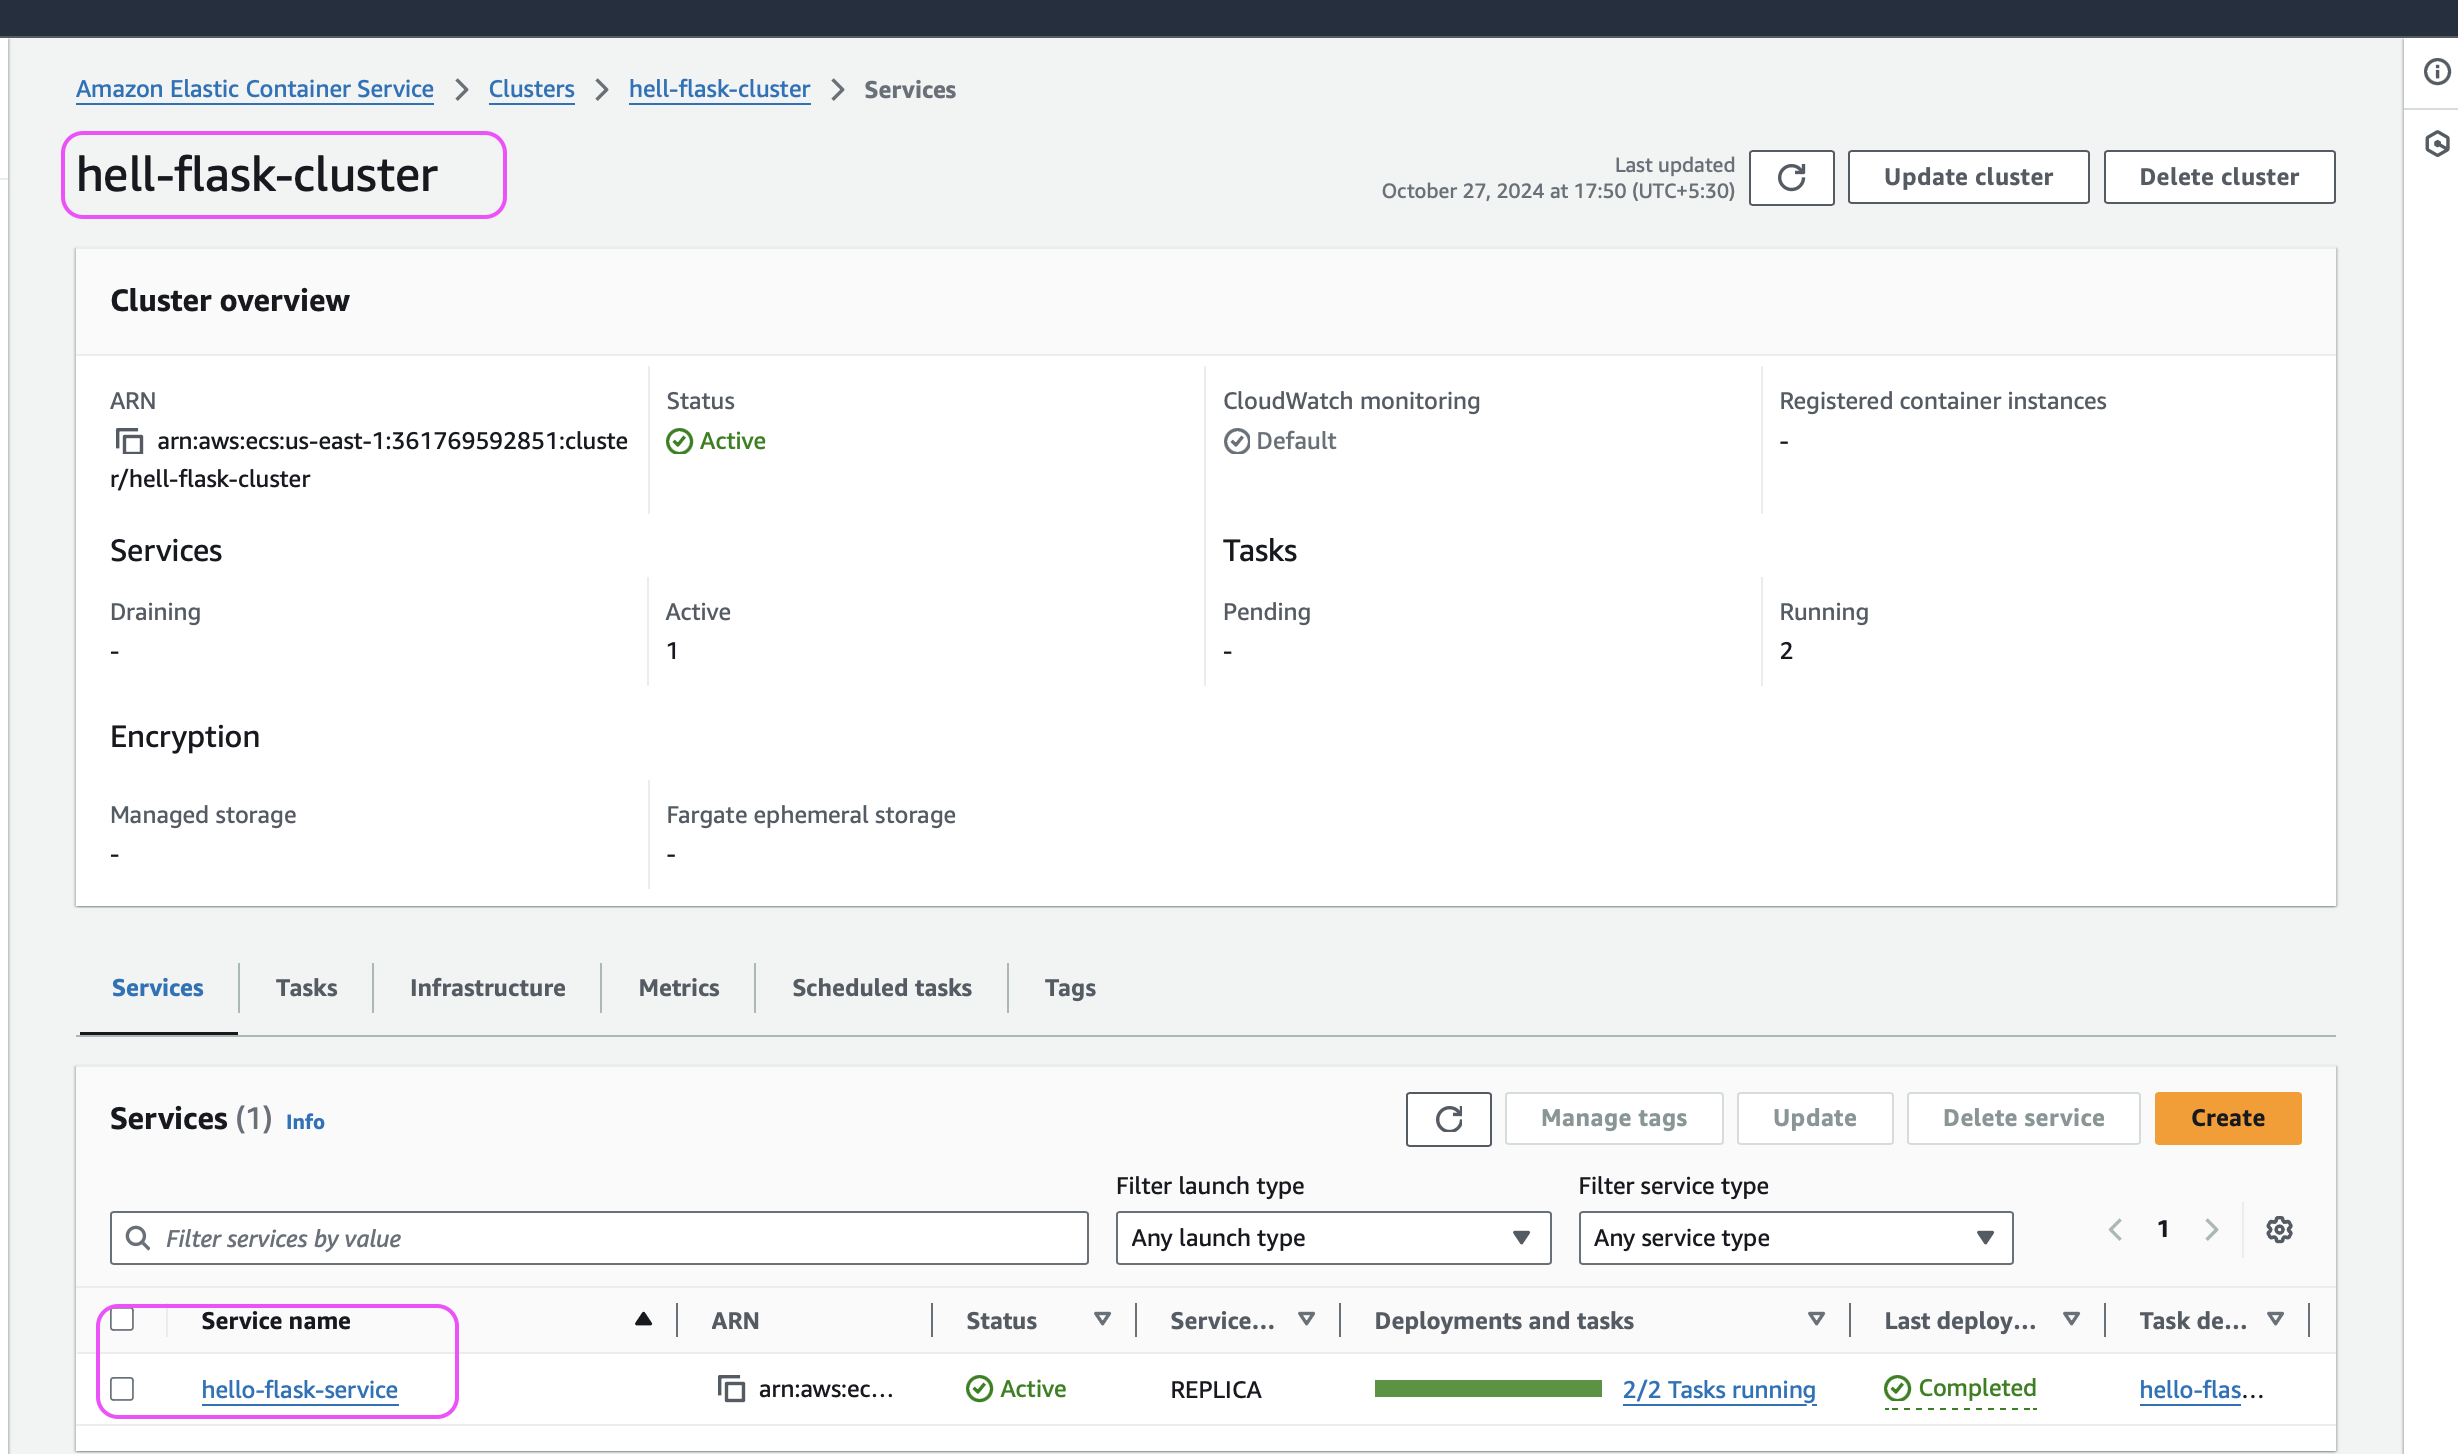 Amazon Elastic Container Service > Clusters > hell-flask-cluster > Services
hell-flask-cluster
Last updated
October 27, 2024 at 17:50 (UTC+5:30)
Update cluster
Delete cluster
Cluster overview
ARN
arn:aws:ecs:us-east-1:361769592851:cluste
r/hell-flask-cluster
Status
Active
CloudWatch monitoring
Default
Registered container instances
-
Services
Draining
-
Active
1
Tasks
Pending
-
Running
2
Encryption
Managed storage
-
Fargate ephemeral storage
-
Services Tasks Infrastructure Metrics Scheduled tasks Tags
Services (1) Info
Manage tags Update Delete service Create
Filter services by value
Filter launch type
Any launch type
Filter service type
Any service type
1
Service name ARN Status Service... Deployments and tasks Last deploy... Task de...
hello-flask-service arn:aws:ec... Active REPLICA 2/2 Tasks running Completed hello-flas...